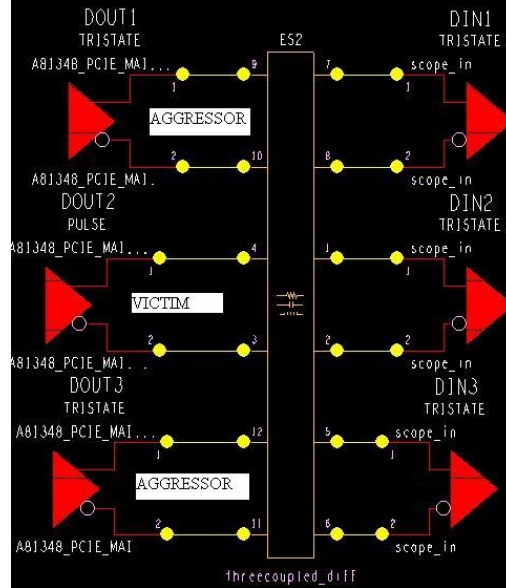 DOUT1
TRISTATE
A81348_PCIE_MAI...
1
AGGRESSOR
2
A81348_PCIE_MAI.
DOUT2
PULSE
A81348_PCIE_MAI...
1
VICTIM
2
A81348_PCIE_MAI...
DOUT3
TRISTATE
A81348_PCIE_MAI...
1
AGGRESSOR
2
A81348_PCIE_MAI
ES2
9
10
4
3
12
11
7
8
1
2
5
6
threecoupled_diff
DIN1
TRISTATE
scope_in
1
2
scope_in
DIN2
TRISTATE
scope_in
1
2
scope_in
DIN3
TRISTATE
scope_in
1
2
scope_in